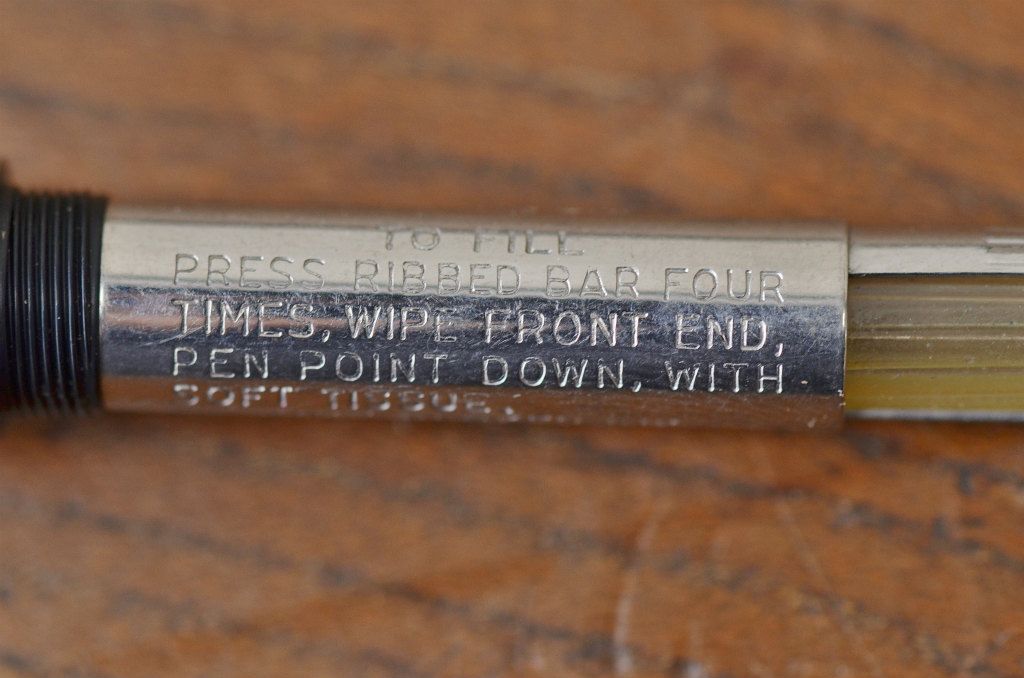 TO FILL
PRESS RIBBED BAR FOUR
TIMES, WIPE FRONT END,
PEN POINT DOWN, WITH
SOFT TISSUE.